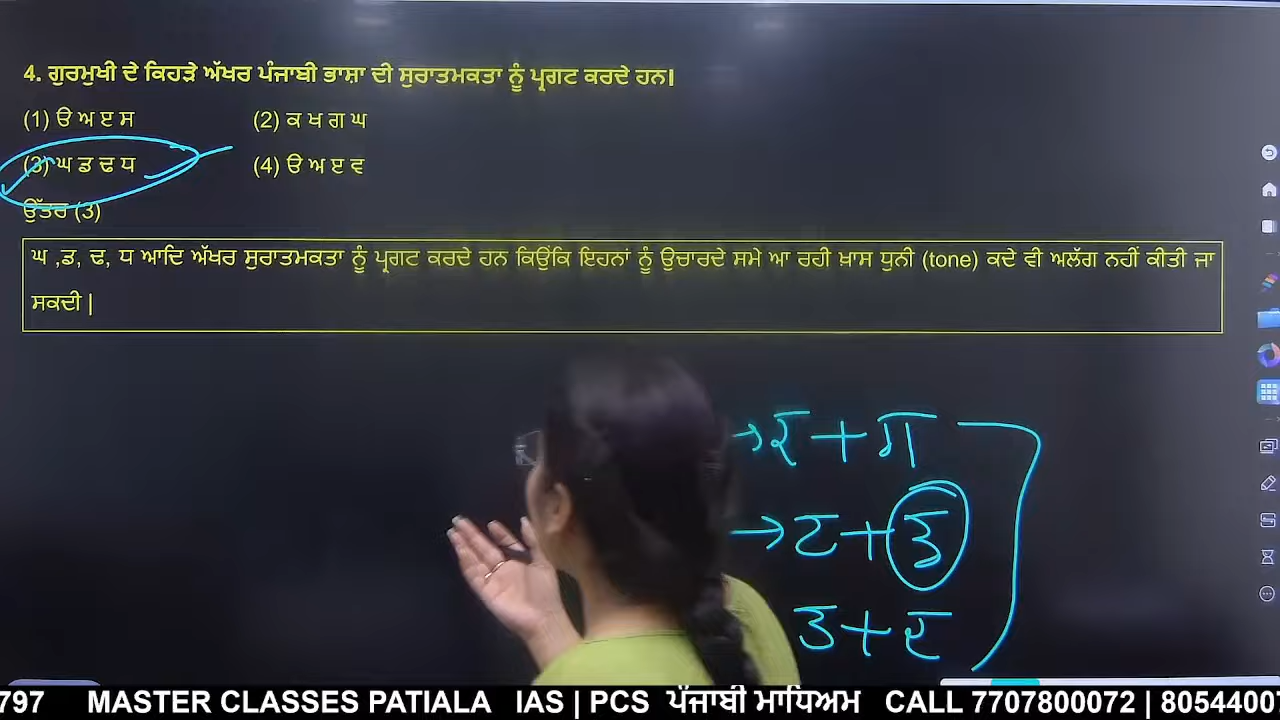 4. ਗੁਰਮੁਖੀ ਦੇ ਕਿਹੜੇ ਅੱਖਰ ਪੰਜਾਬੀ ਭਾਸ਼ਾ ਦੀ ਸੁਰਾਤਮਕਤਾ ਨੂੰ ਪ੍ਰਗਟ ਕਰਦੇ ਹਨ।
(1) ੳ ਅ ੲ ਸ (2) ਕ ਖ ਗ ਘ
(3) ਘ ਡ ਢ ਧ (4) ੳ ਅ ੲ ਵ
ਉੱਤਰ (3)
ਘ ,ਡ, ਢ, ਧ ਆਦਿ ਅੱਖਰ ਸੁਰਾਤਮਕਤਾ ਨੂੰ ਪ੍ਰਗਟ ਕਰਦੇ ਹਨ ਕਿਉਂਕਿ ਇਹਨਾਂ ਨੂੰ ਉਚਾਰਦੇ ਸਮੇ ਆ ਰਹੀ ਖ਼ਾਸ ਧੁਨੀ (tone) ਕਦੇ ਵੀ ਅਲੱਗ ਨਹੀਂ ਕੀਤੀ ਜਾ
ਸਕਦੀ |
→ + ਗ
→ ਟ + ਡ
ਤ + ਦ
797 MASTER CLASSES PATIALA IAS | PCS ਪੰਜਾਬੀ ਮਾਧਿਅਮ CALL 7707800072 |